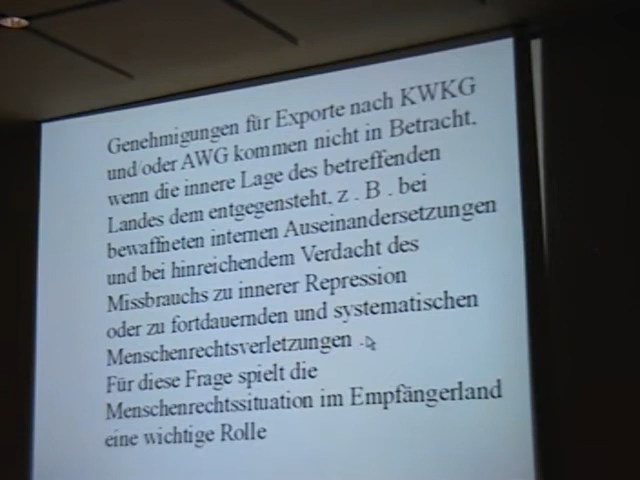 Genehmigungen für Exporte nach KWKG
und/oder AWG kommen nicht in Betracht,
wenn die innere Lage des betreffenden
Landes dem entgegensteht, z . B . bei
bewaffneten internen Auseinandersetzungen
und bei hinreichendem Verdacht des
Missbrauchs zu innerer Repression
oder zu fortdauernden und systematischen
Menschenrechtsverletzungen .
Für diese Frage spielt die
Menschenrechtssituation im Empfängerland
eine wichtige Rolle